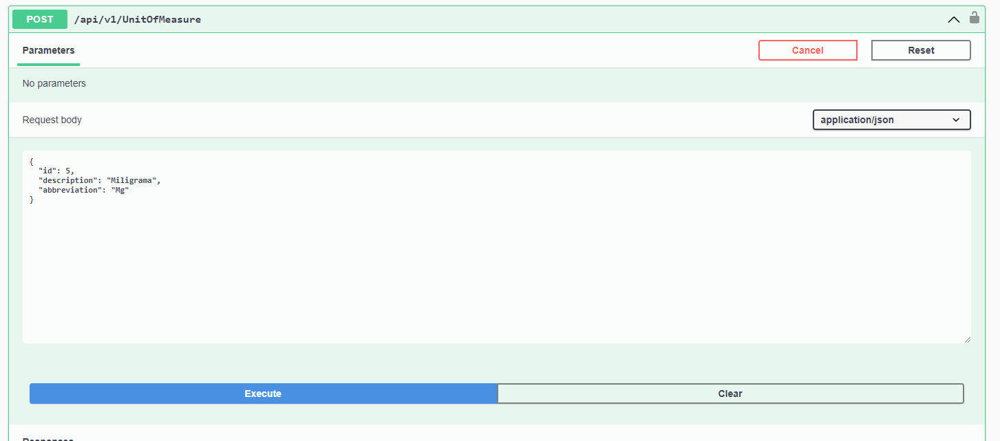 POST /api/v1/UnitOfMeasure
Parameters
Cancel
Reset
No parameters
Request body
application/json
{
"id": 5,
"description": "Miligrama",
"abbreviation": "Mg"
}
Execute
Clear
Responses